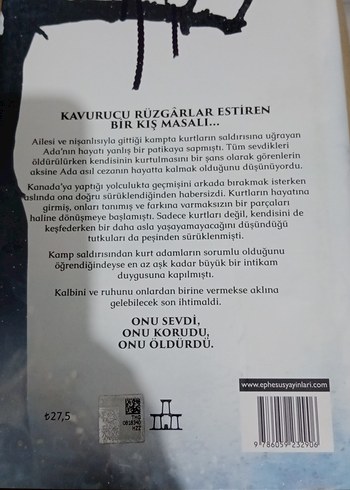 KAVURUCU RÜZGÂRLAR ESTİREN
BİR KIŞ MASALI...
Ailesi ve nişanlısıyla gittiği kampta kurtların saldırısına uğrayan
Ada'nın hayatı yanlış bir patikaya sapmıştı. Tüm sevdikleri
öldürülürken kendisinin kurtulmasını bir şans olarak görenlerin
aksine Ada asıl cezanın hayatta kalmak olduğunu düşünüyordu.
Kanada'ya yaptığı yolculukta geçmişini arkada bırakmak isterken
aslında ona doğru sürüklendiğinden habersizdi. Kurtların hayatına
girmiş, onları tanımış ve farkına varmaksızın bir parçaları
haline dönüşmeye başlamıştı. Sadece kurtları değil, kendisini de
keşfederken bir daha asla yaşayamayacağını düşündüğü
tutkuları da peşinden sürüklenmişti.
Kamp saldırısından kurt adamların sorumlu olduğunu
öğrendiğindeyse en az aşk kadar büyük bir intikam
duygusuna kapılmıştı.
Kalbini ve ruhunu onlardan birine vermekse aklına
gelebilecek son ihtimaldi.
ONU SEVDİ,
ONU KORUDU,
ONU ÖLDÜRDÜ.
www.ephesusyayinlari.com
₺27,5
9 786059 232906